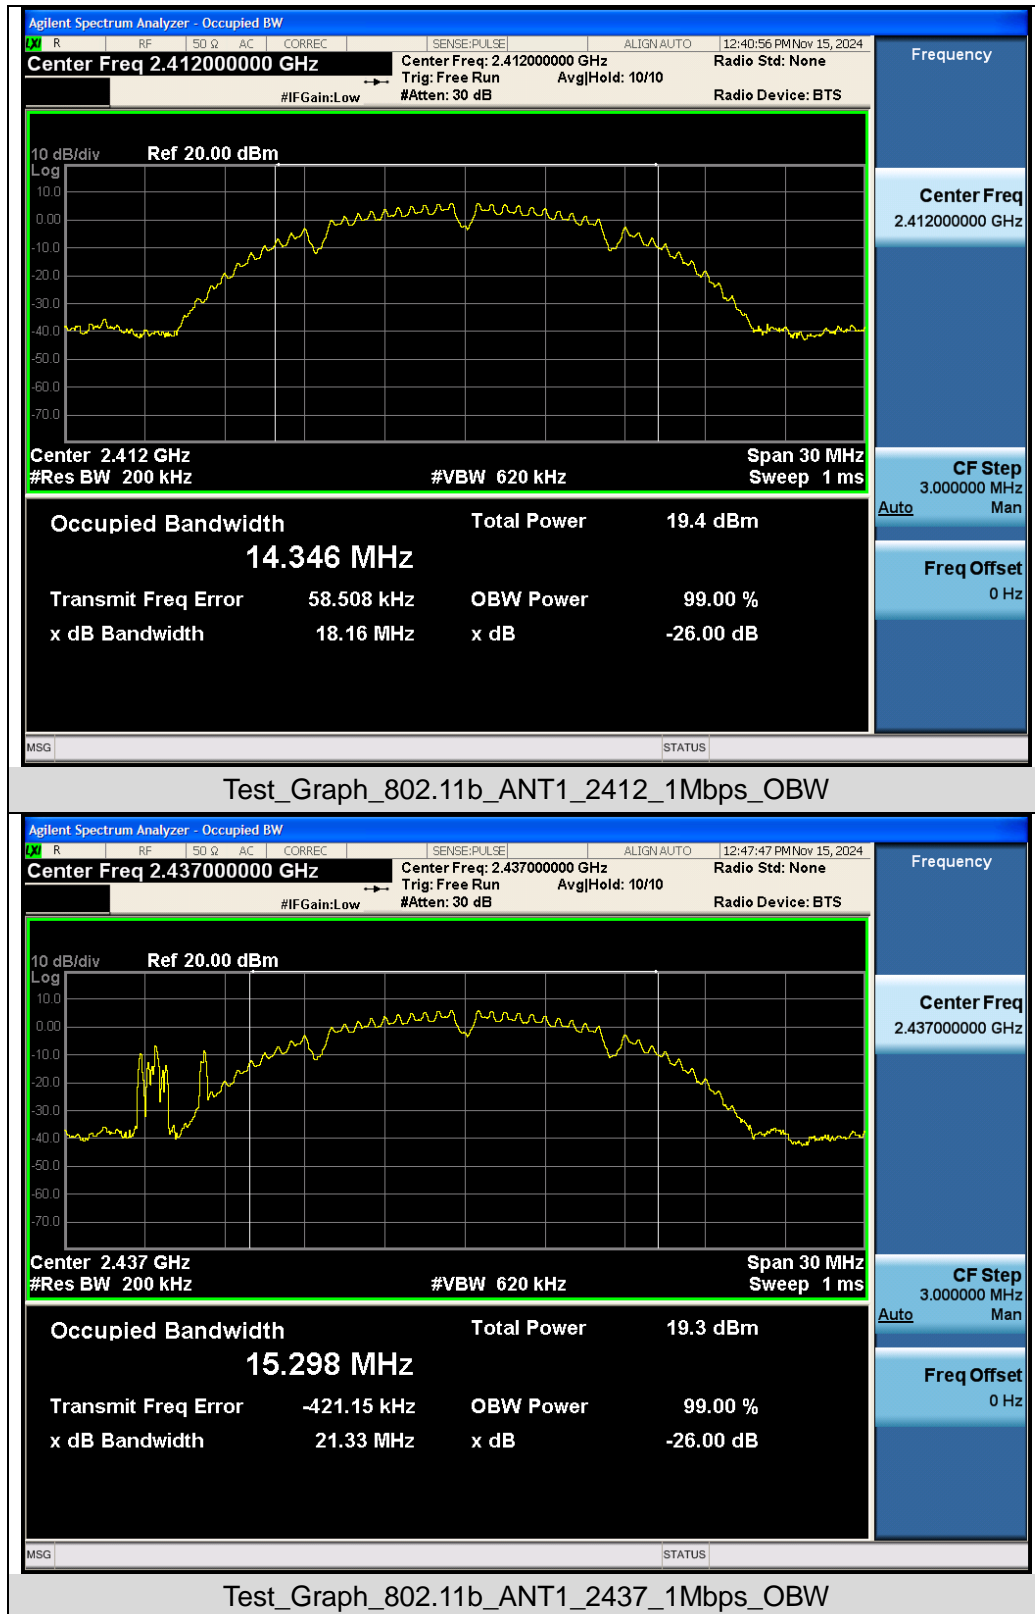 Agilent Spectrum Analyzer - Occupied BW
LXI R RF 50 Ω AC CORREC SENSE:PULSE ALIGN AUTO 12:40:56 PM Nov 15, 2024
Center Freq 2.412000000 GHz
Center Freq: 2.412000000 GHz Radio Std: None
Trig: Free Run Avg|Hold: 10/10
#IFGain:Low #Atten: 30 dB Radio Device: BTS
10 dB/div Ref 20.00 dBm
Log
10.0
0.00
-10.0
-20.0
-30.0
-40.0
-50.0
-60.0
-70.0
Center 2.412 GHz Span 30 MHz
#Res BW 200 kHz #VBW 620 kHz Sweep 1 ms
Occupied Bandwidth Total Power 19.4 dBm
14.346 MHz
Transmit Freq Error 58.508 kHz OBW Power 99.00 %
x dB Bandwidth 18.16 MHz x dB -26.00 dB
MSG STATUS
Frequency
Center Freq
2.412000000 GHz
CF Step
3.000000 MHz
Auto Man
Freq Offset
0 Hz
Test_Graph_802.11b_ANT1_2412_1Mbps_OBW
Agilent Spectrum Analyzer - Occupied BW
LXI R RF 50 Ω AC CORREC SENSE:PULSE ALIGN AUTO 12:47:47 PM Nov 15, 2024
Center Freq 2.437000000 GHz
Center Freq: 2.437000000 GHz Radio Std: None
Trig: Free Run Avg|Hold: 10/10
#IFGain:Low #Atten: 30 dB Radio Device: BTS
10 dB/div Ref 20.00 dBm
Log
10.0
0.00
-10.0
-20.0
-30.0
-40.0
-50.0
-60.0
-70.0
Center 2.437 GHz Span 30 MHz
#Res BW 200 kHz #VBW 620 kHz Sweep 1 ms
Occupied Bandwidth Total Power 19.3 dBm
15.298 MHz
Transmit Freq Error -421.15 kHz OBW Power 99.00 %
x dB Bandwidth 21.33 MHz x dB -26.00 dB
MSG STATUS
Frequency
Center Freq
2.437000000 GHz
CF Step
3.000000 MHz
Auto Man
Freq Offset
0 Hz
Test_Graph_802.11b_ANT1_2437_1Mbps_OBW